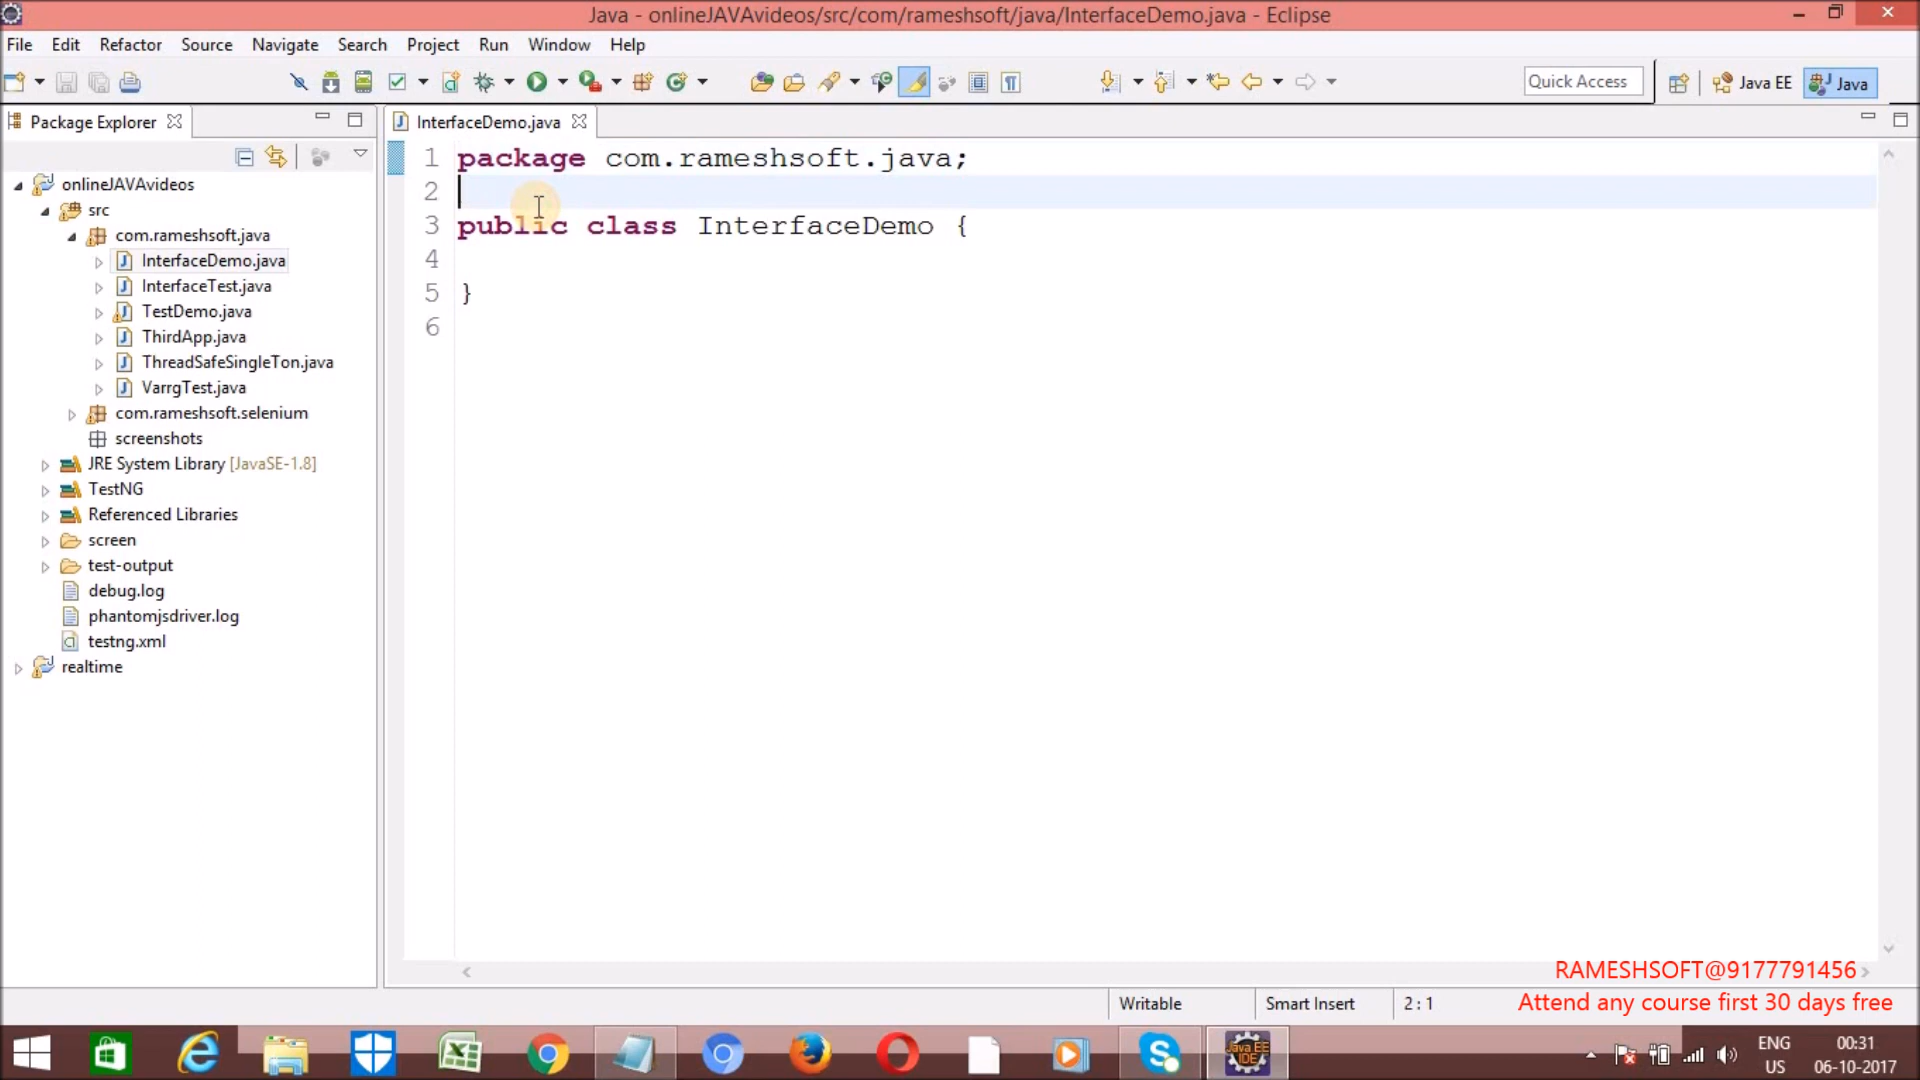 Java - onlineJAVAvideos/src/com/rameshsoft/java/InterfaceDemo.java - Eclipse
File Edit Refactor Source Navigate Search Project Run Window Help
Quick Access Java EE Java
Package Explorer
InterfaceDemo.java
onlineJAVAvideos
src
com.rameshsoft.java
InterfaceDemo.java
InterfaceTest.java
TestDemo.java
ThirdApp.java
ThreadSafeSingleTon.java
VarrgTest.java
com.rameshsoft.selenium
screenshots
JRE System Library [JavaSE-1.8]
TestNG
Referenced Libraries
screen
test-output
debug.log
phantomjsdriver.log
testng.xml
realtime
1 package com.rameshsoft.java;
2
3 public class InterfaceDemo {
4
5 }
6
RAMESHSOFT@9177791456
Attend any course first 30 days free
Writable Smart Insert 2 : 1
Java EE
IDE
ENG
US
00:31
06-10-2017